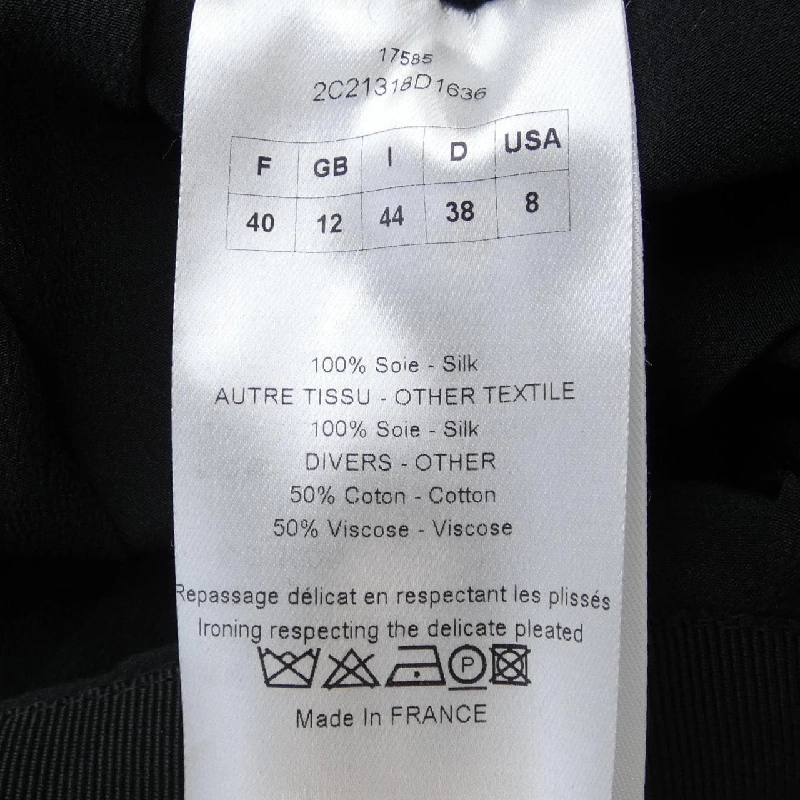 17585
2C21318D1636
F GB I D USA
40 12 44 38 8
100% Soie - Silk
AUTRE TISSU - OTHER TEXTILE
100% Soie - Silk
DIVERS - OTHER
50% Coton - Cotton
50% Viscose - Viscose
Repassage délicat en respectant les plissés
Ironing respecting the delicate pleated
P
Made In FRANCE